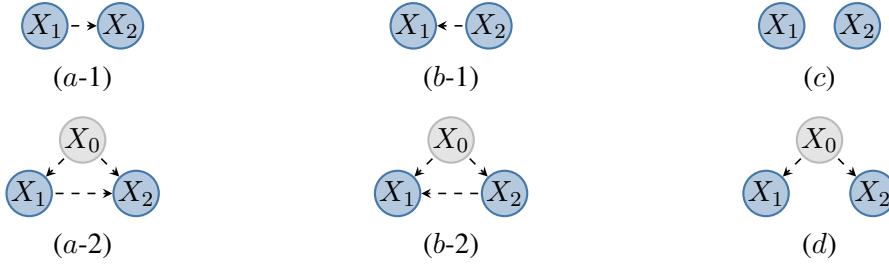 X₁ X₂ X₁ X₂ X₁ X₂
(a-1) (b-1) (c)
X₀ X₀ X₀
X₁ X₂ X₁ X₂ X₁ X₂
(a-2) (b-2) (d)